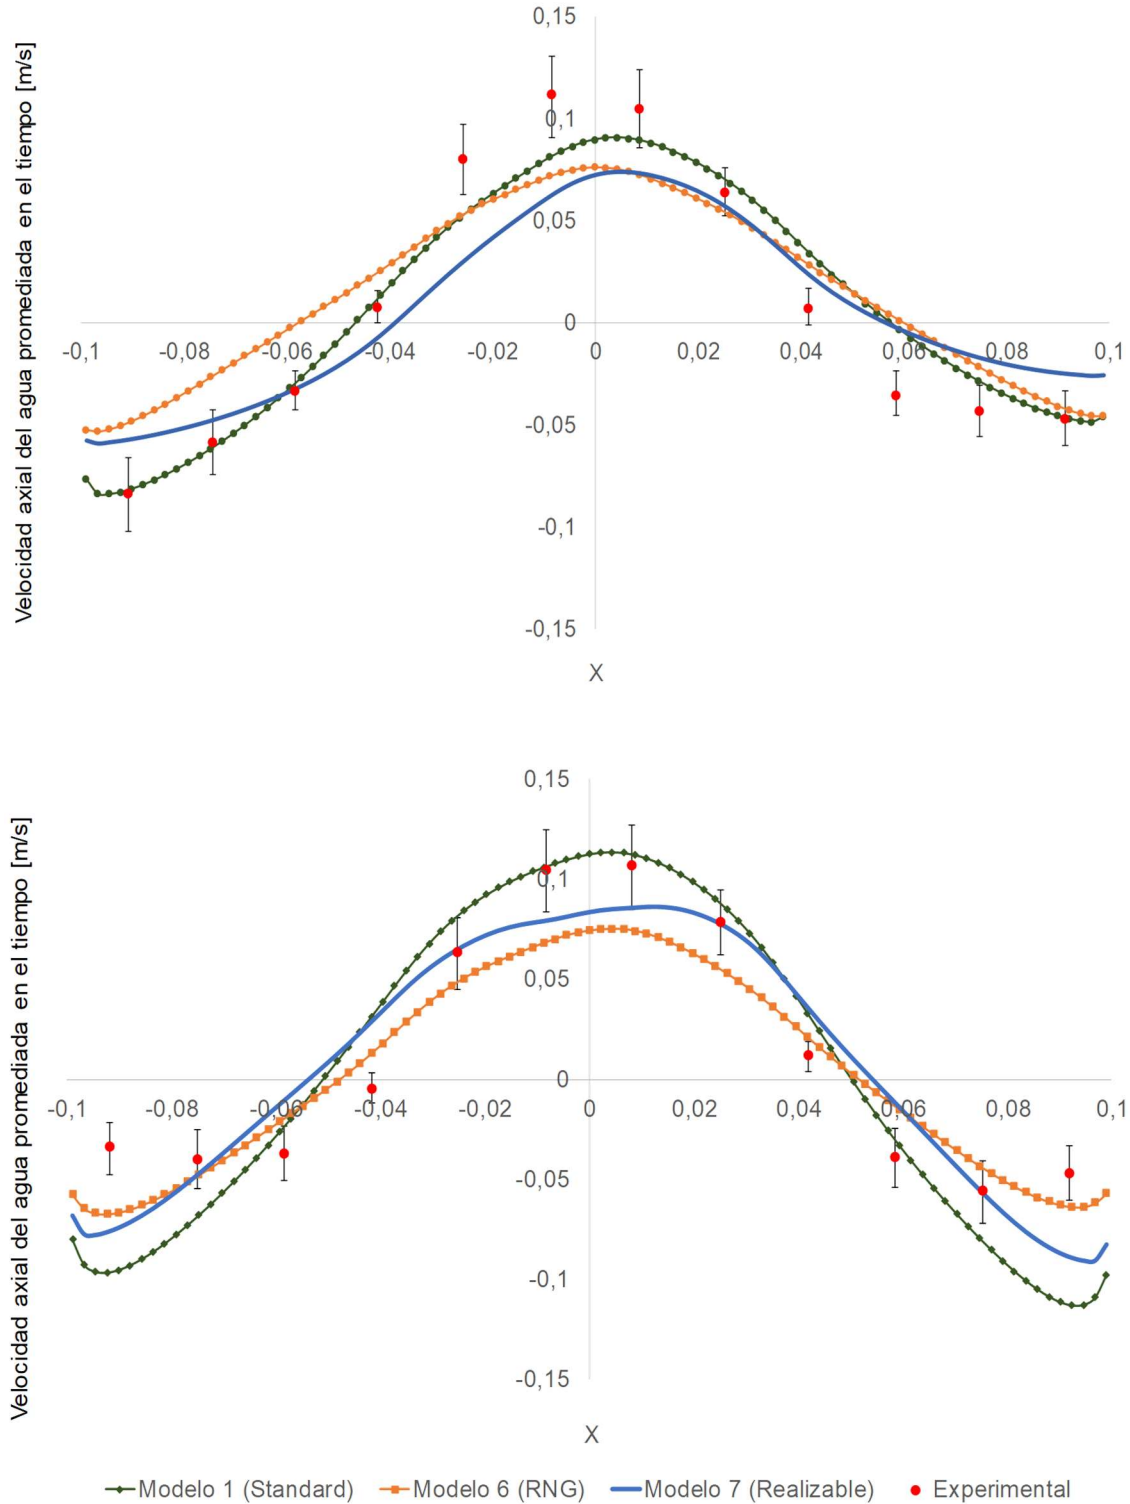 Velocidad axial del agua promediada en el tiempo [m/s]
0,15
0,1
0,05
0
-0,1 -0,08 -0,06 -0,04 -0,02 0 0,02 0,04 0,06 0,08 0,1
-0,05
-0,1
-0,15
X
Velocidad axial del agua promediada en el tiempo [m/s]
0,15
0,1
0,05
0
-0,1 -0,08 -0,06 -0,04 -0,02 0 0,02 0,04 0,06 0,08 0,1
-0,05
-0,1
-0,15
X
Modelo 1 (Standard) Modelo 6 (RNG) Modelo 7 (Realizable) Experimental